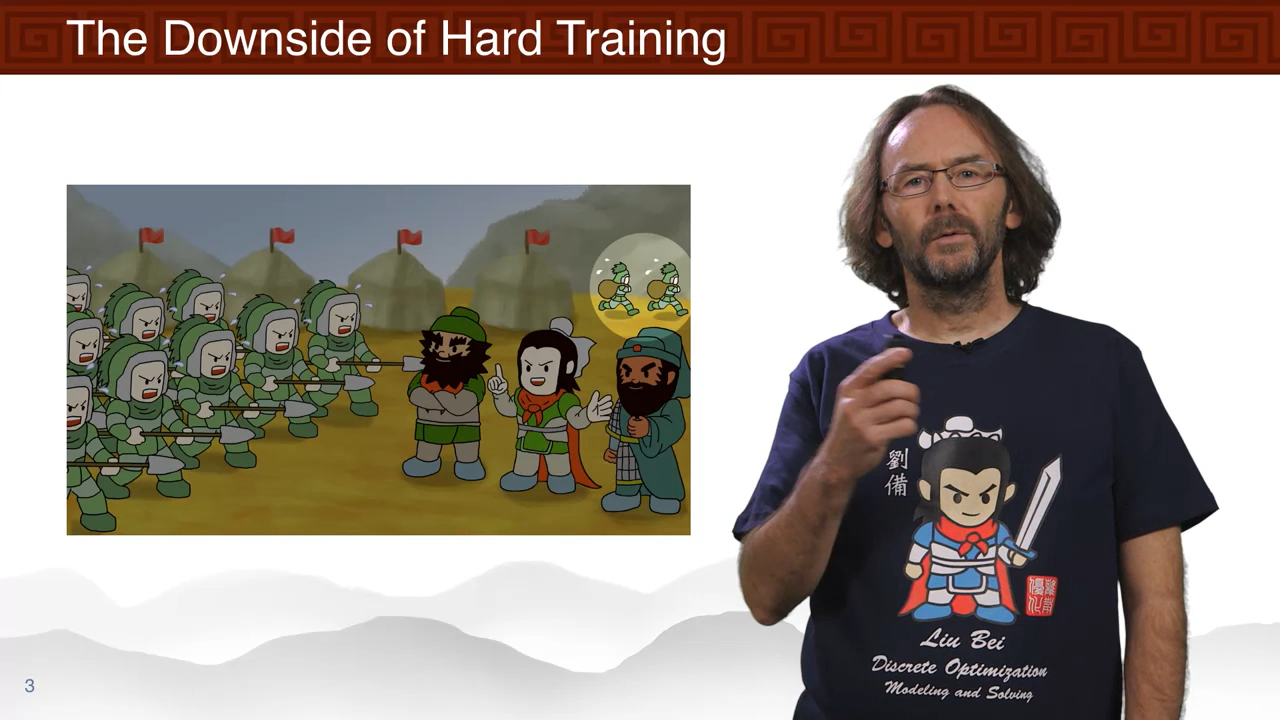 The Downside of Hard Training
劉
備
Liu Bei
Discrete Optimization
Modeling and Solving
3